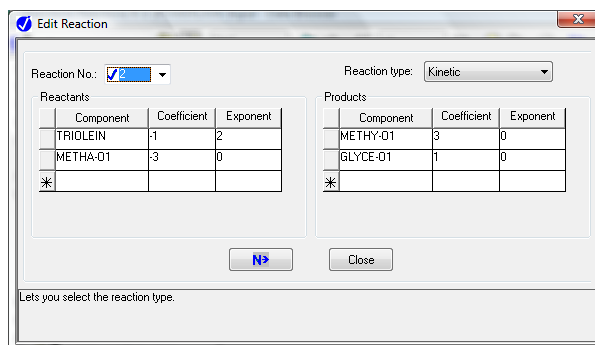 Edit Reaction
Reaction No.: 2 Reaction type: Kinetic
Reactants Products
Component Coefficient Exponent Component Coefficient Exponent
TRIOLEIN -1 2 METHY-01 3 0
METHA-01 -3 0 GLYCE-01 1 0
N> Close
Lets you select the reaction type.